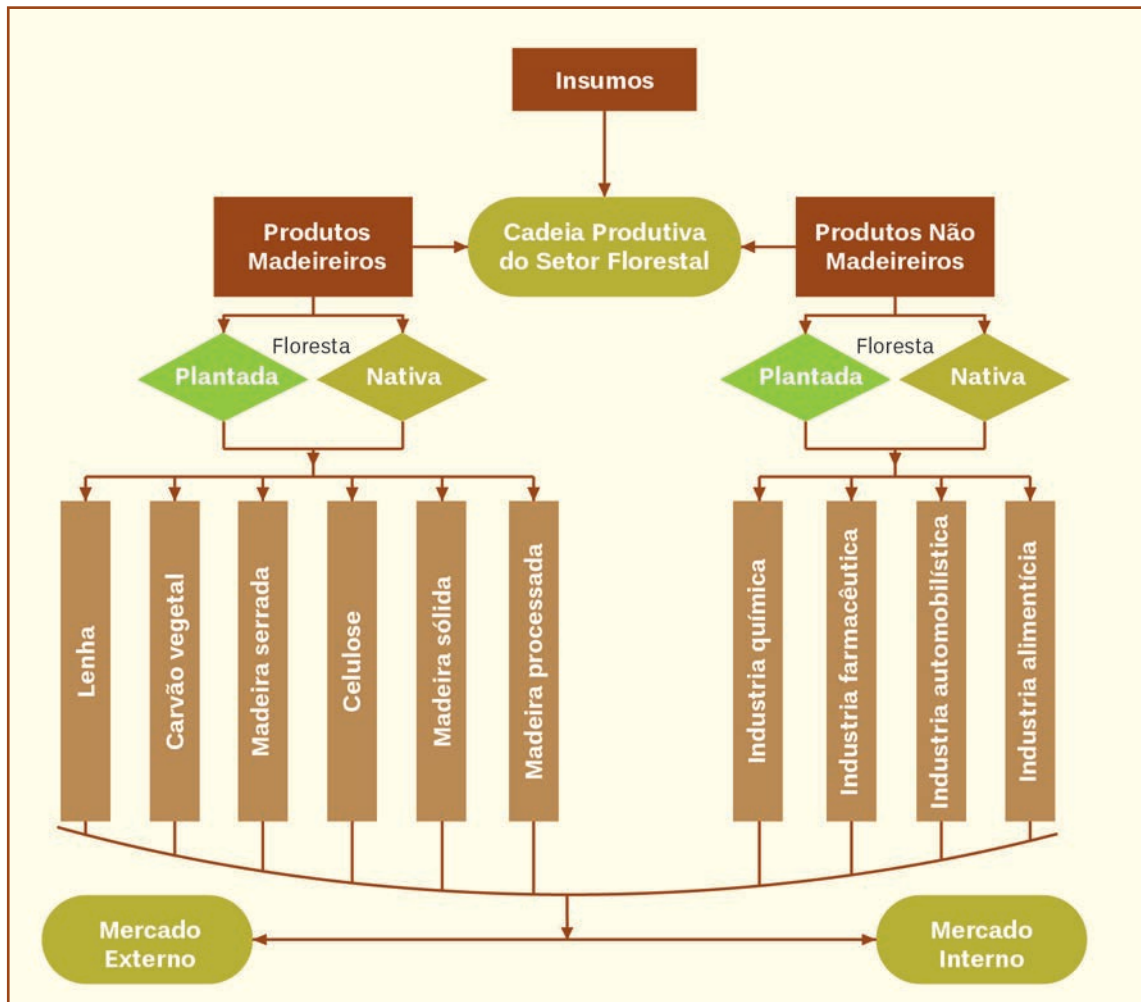 Insumos
Produtos
Madeireiros
Cadeia Produtiva
do Setor Florestal
Produtos Não
Madeireiros
Floresta
Plantada
Nativa
Floresta
Plantada
Nativa
Lenha
Carvão vegetal
Madeira serrada
Celulose
Madeira sólida
Madeira processada
Industria química
Industria farmacêutica
Industria automobilística
Industria alimentícia
Mercado
Externo
Mercado
Interno